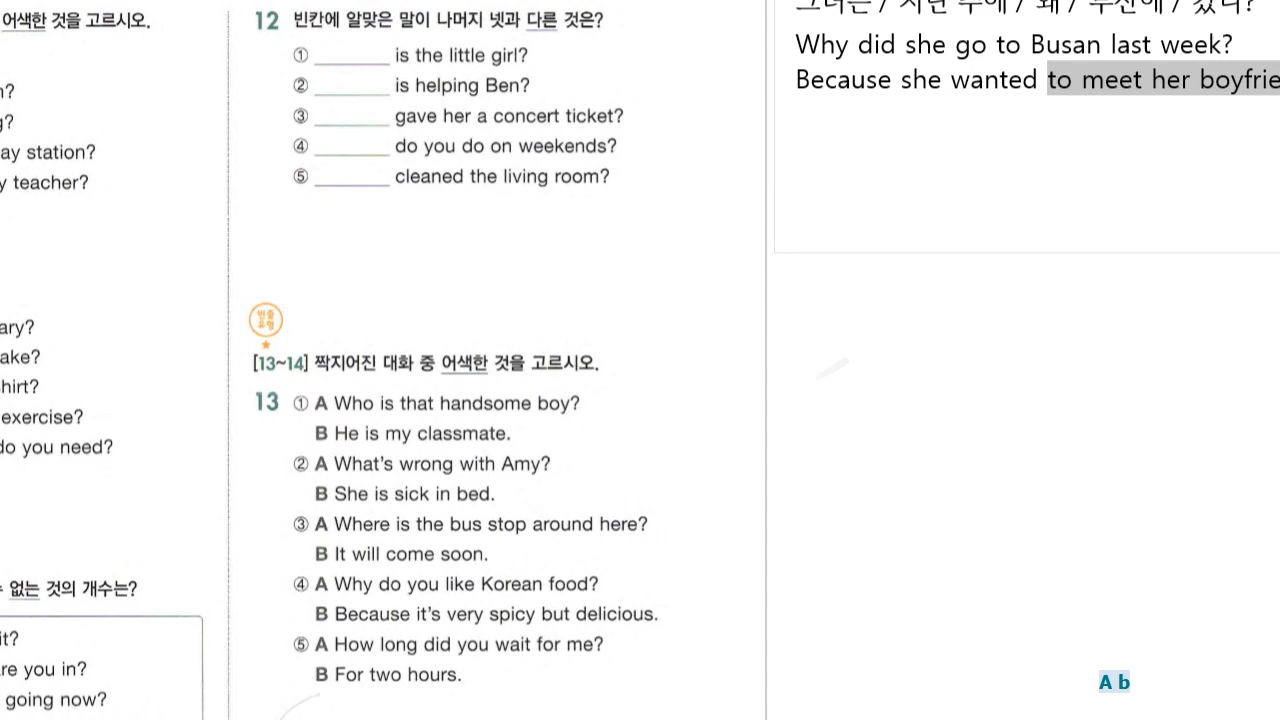 어색한 것을 고르시오.
?
?
ay station?
teacher?
ary?
ake?
hirt?
exercise?
do you need?
없는 것의 개수는?
it?
re you in?
going now?
12 빈칸에 알맞은 말이 나머지 넷과 다른 것은?
① ________ is the little girl?
② ________ is helping Ben?
③ ________ gave her a concert ticket?
④ ________ do you do on weekends?
⑤ ________ cleaned the living room?
빈출 유형
[13~14] 짝지어진 대화 중 어색한 것을 고르시오.
13 ① A Who is that handsome boy?
B He is my classmate.
② A What's wrong with Amy?
B She is sick in bed.
③ A Where is the bus stop around here?
B It will come soon.
④ A Why do you like Korean food?
B Because it's very spicy but delicious.
⑤ A How long did you wait for me?
B For two hours.
Why did she go to Busan last week?
Because she wanted to meet her boyfrie
A b